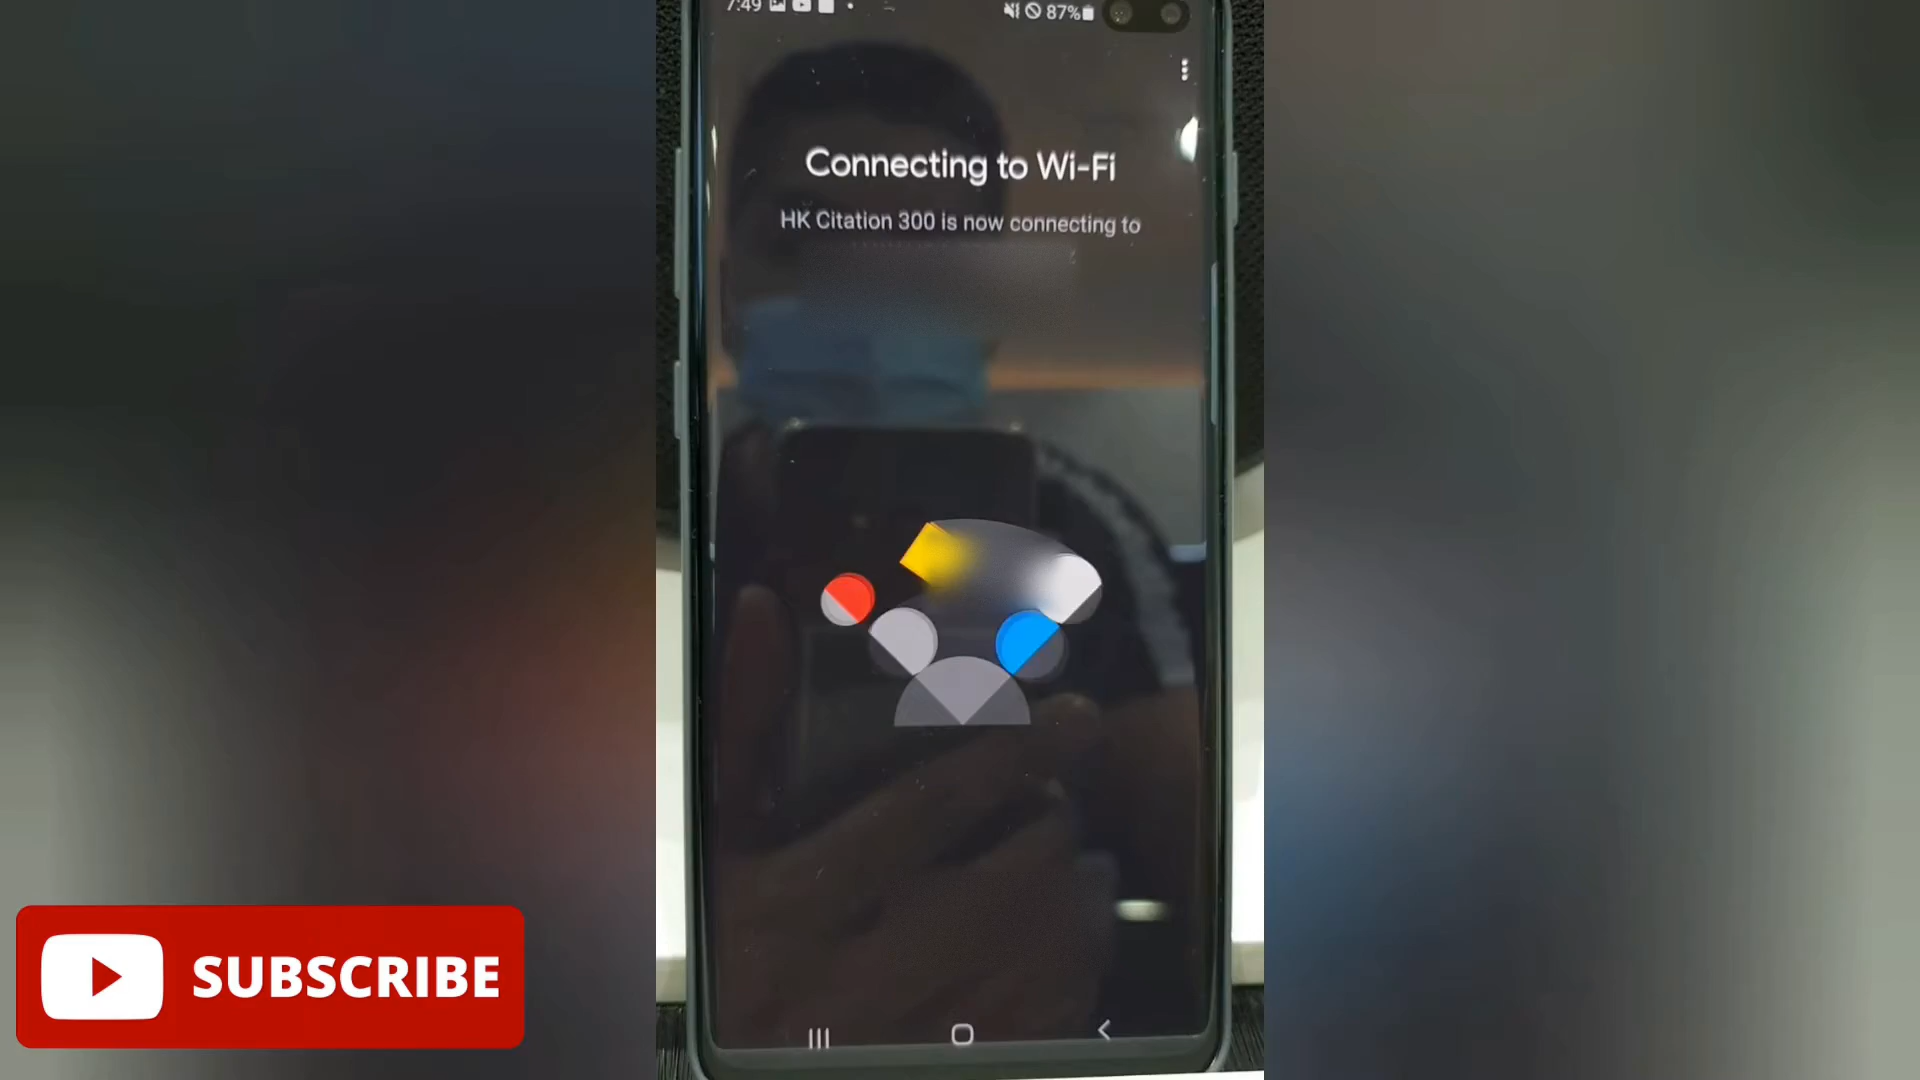 7:49
87%
Connecting to Wi-Fi
HK Citation 300 is now connecting to
SUBSCRIBE